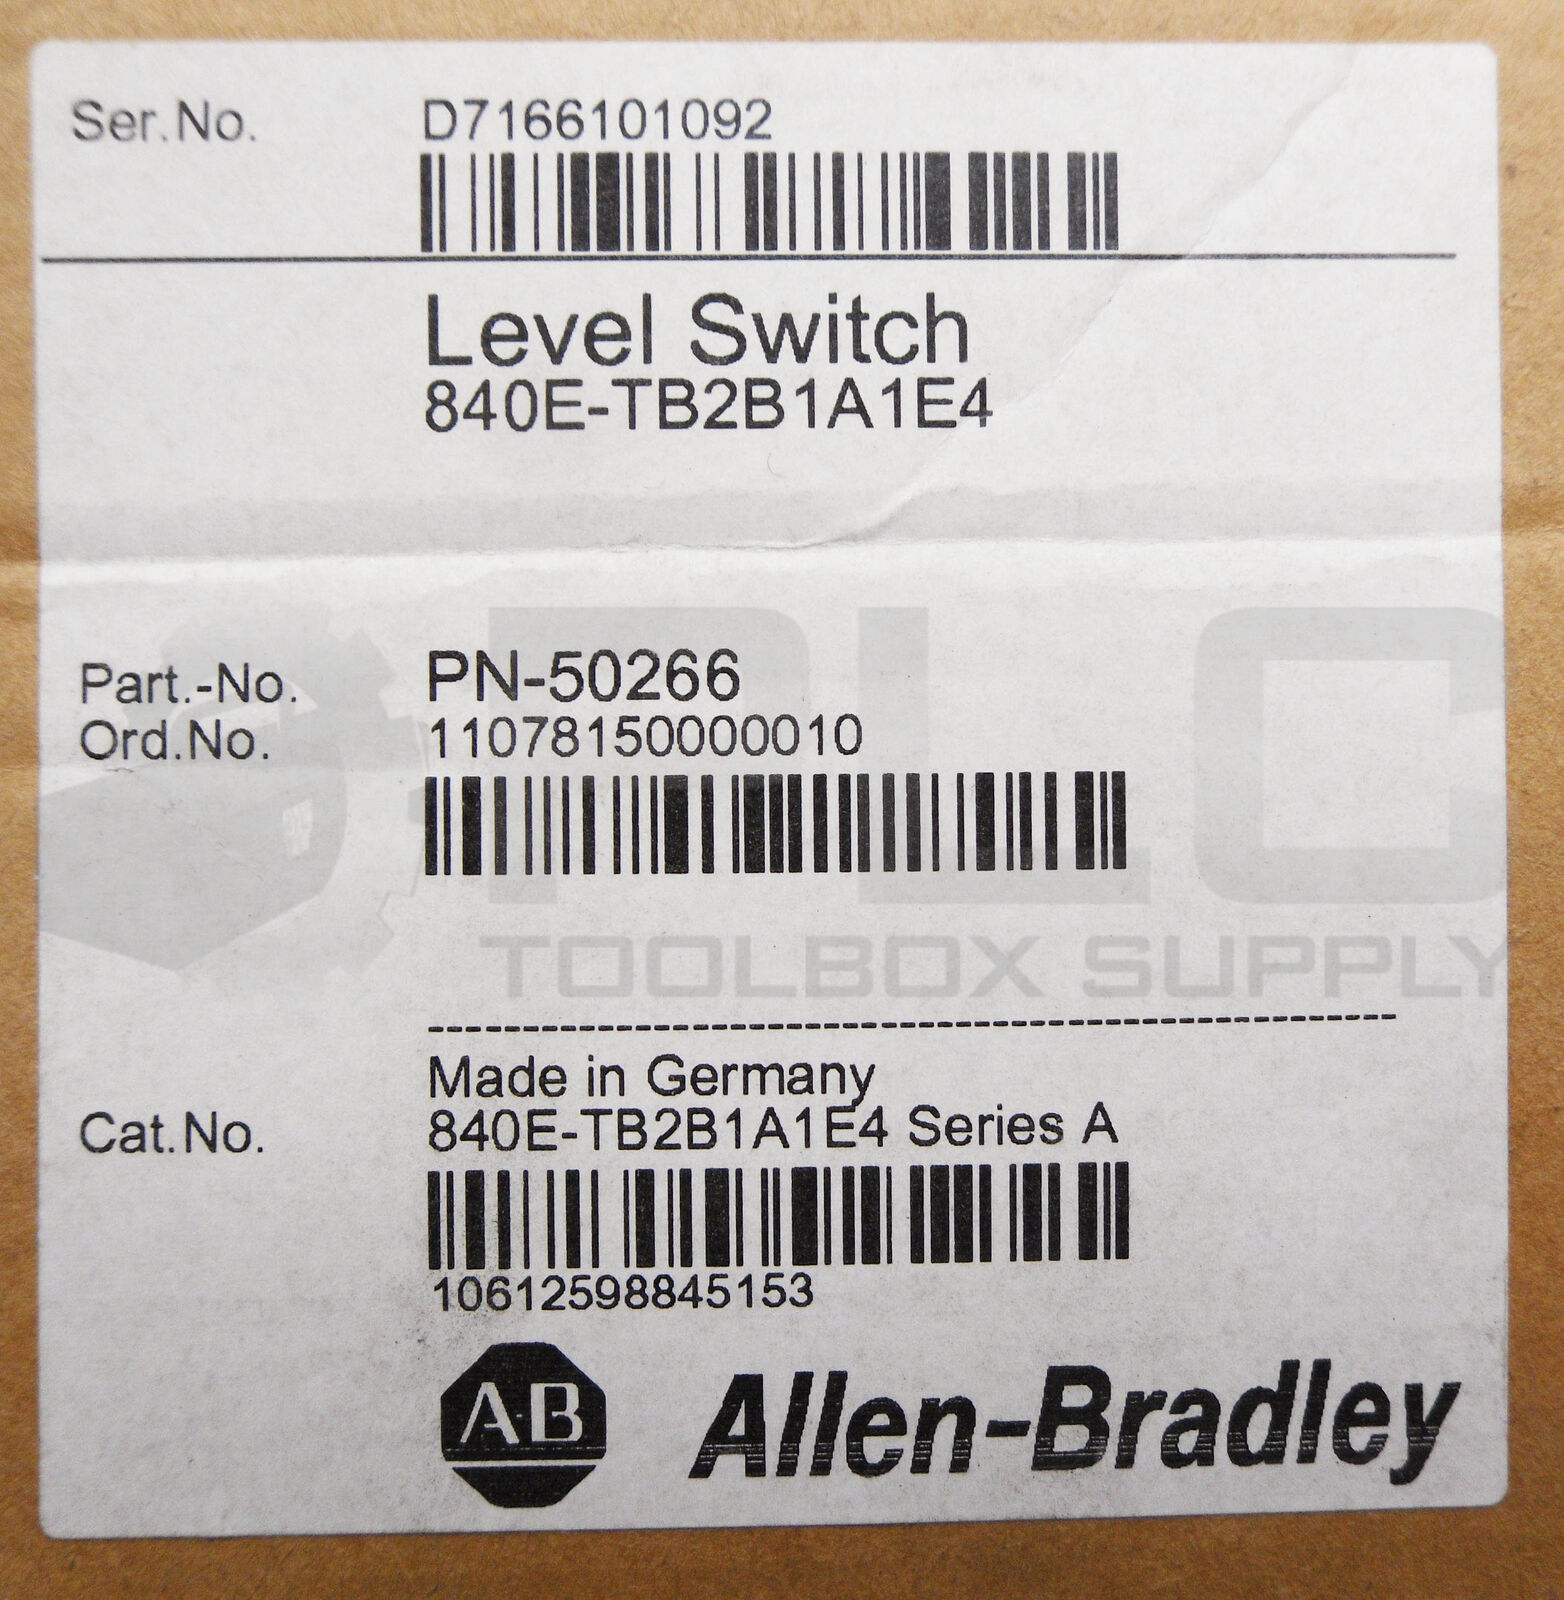 Ser.No. D7166101092
Level Switch
840E-TB2B1A1E4
Part.-No. PN-50266
Ord.No. 11078150000010
PLC
TOOLBOX SUPPLY
Made in Germany
Cat.No. 840E-TB2B1A1E4 Series A
10612598845153
AB Allen-Bradley